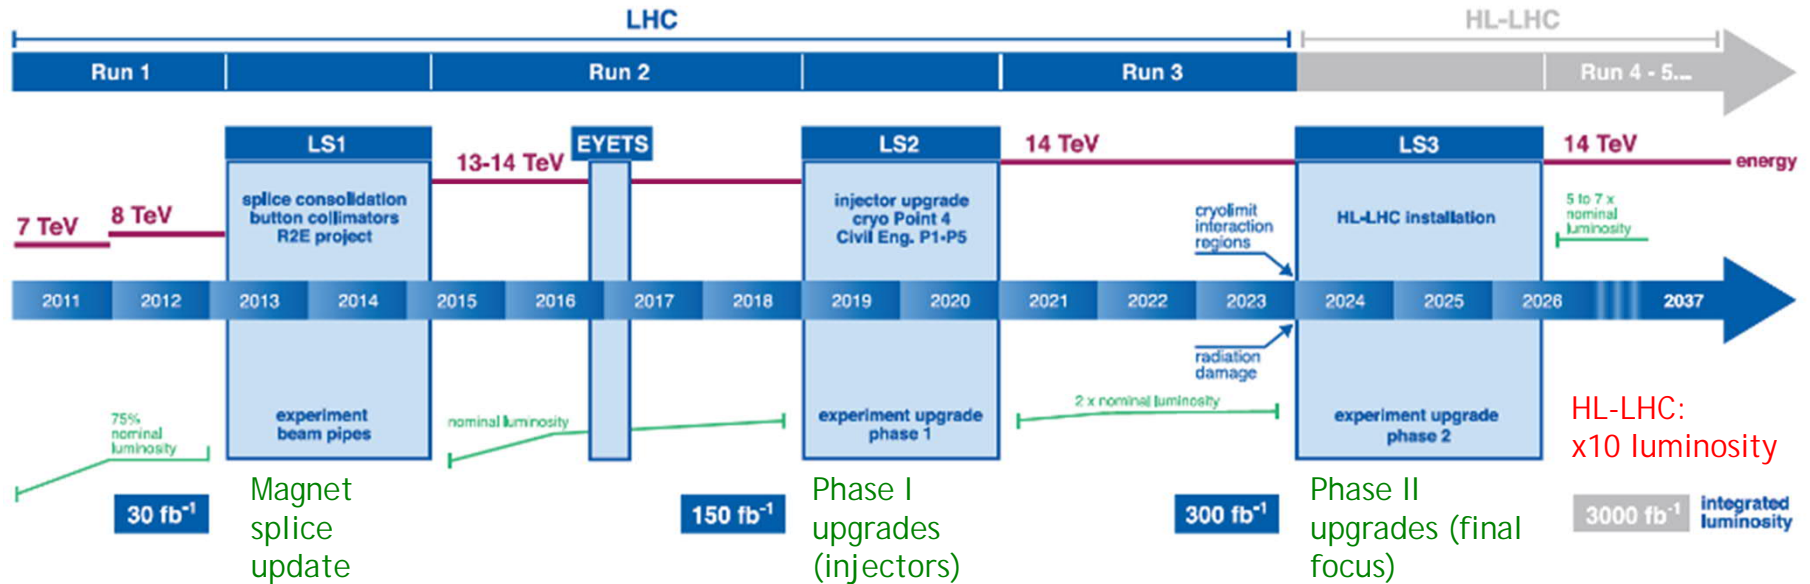 LHC
HL-LHC
Run 1
Run 2
Run 3
Run 4 - 5...
LS1
EYETS
LS2
LS3
13-14 TeV
14 TeV
14 TeV
energy
7 TeV
8 TeV
splice consolidation
button collimators
R2E project
injector upgrade
cryo Point 4
Civil Eng. P1-P5
cryolimit
interaction
regions
HL-LHC installation
5 to 7 x
nominal
luminosity
2011
2012
2013
2014
2015
2016
2017
2018
2019
2020
2021
2022
2023
2024
2025
2026
2037
radiation
damage
75%
nominal
luminosity
experiment
beam pipes
nominal luminosity
experiment upgrade
phase 1
2 x nominal luminosity
experiment upgrade
phase 2
HL-LHC:
x10 luminosity
30 fb⁻¹
Magnet
splice
update
150 fb⁻¹
Phase I
upgrades
(injectors)
300 fb⁻¹
Phase II
upgrades (final
focus)
3000 fb⁻¹
integrated
luminosity